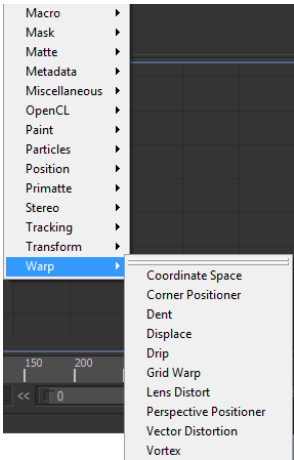 Macro
Mask
Matte
Metadata
Miscellaneous
OpenCL
Paint
Particles
Position
Primatte
Stereo
Tracking
Transform
Warp
Coordinate Space
Corner Positioner
Dent
Displace
Drip
Grid Warp
Lens Distort
Perspective Positioner
Vector Distortion
Vortex
150 200
<< 0